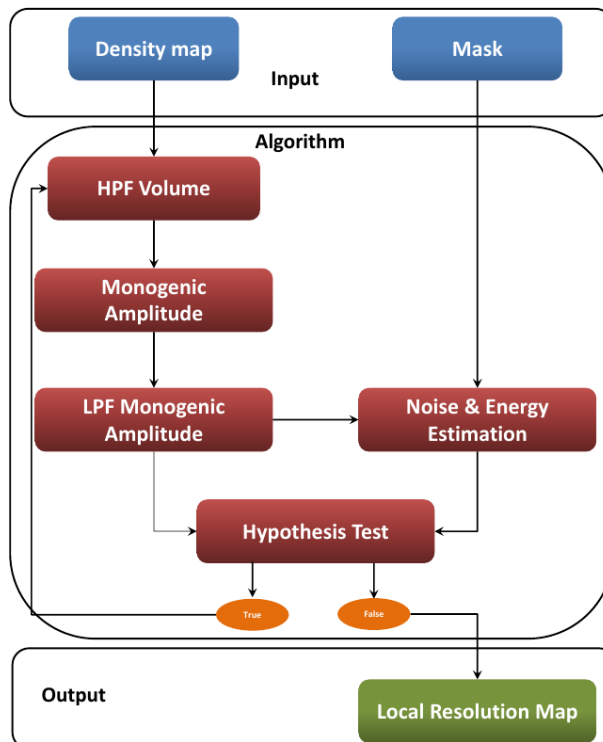 Density map
Mask
Input
Algorithm
HPF Volume
Monogenic
Amplitude
LPF Monogenic
Amplitude
Noise & Energy
Estimation
Hypothesis Test
True
False
Output
Local Resolution Map